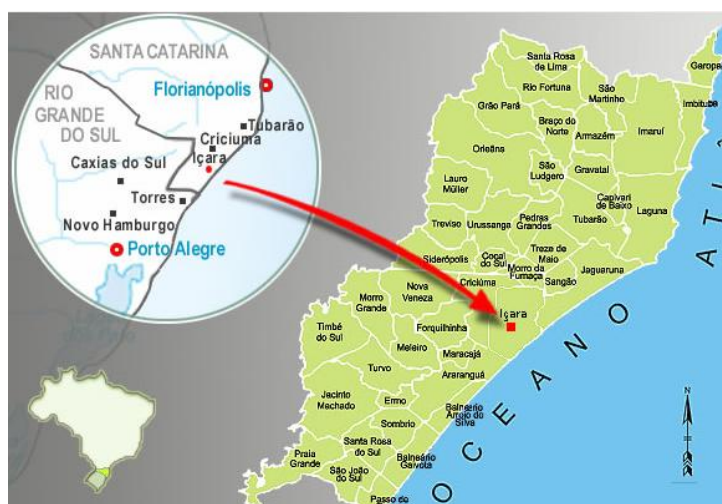 SANTA CATARINA
Florianópolis
RIO
GRANDE
DO SUL
Tubarão
Criciuma
Içara
Caxias do Sul
Torres
Novo Hamburgo
Porto Alegre
Santa Rosa
de Lima
Rio Fortuna
São
Martinho
Garopa
Imbituba
Grão Pará
Braço do
Norte
Armazém
Imaruí
Orleãns
São
Ludgero
Gravatal
Lauro
Müller
Capivari
de Baixo
Laguna
Treviso
Urussanga
Pedras
Grandes
Tubarão
Siderópolis
Cocal
do Sul
Treze de
Maio
Morro da
Fumaça
Jaguaruna
Sangão
Criciúma
Nova
Veneza
Morro
Grande
Içara
Timbé
do Sul
Forquilhinha
Meleiro
Maracajá
Turvo
Araranguá
Jacinto
Machado
Ermo
Balneário
Arroio do
Silva
Sombrio
Santa Rosa
do Sul
Balneário
Gaivota
Praia
Grande
São João
do Sul
Passo de
OCEANO ATL
N